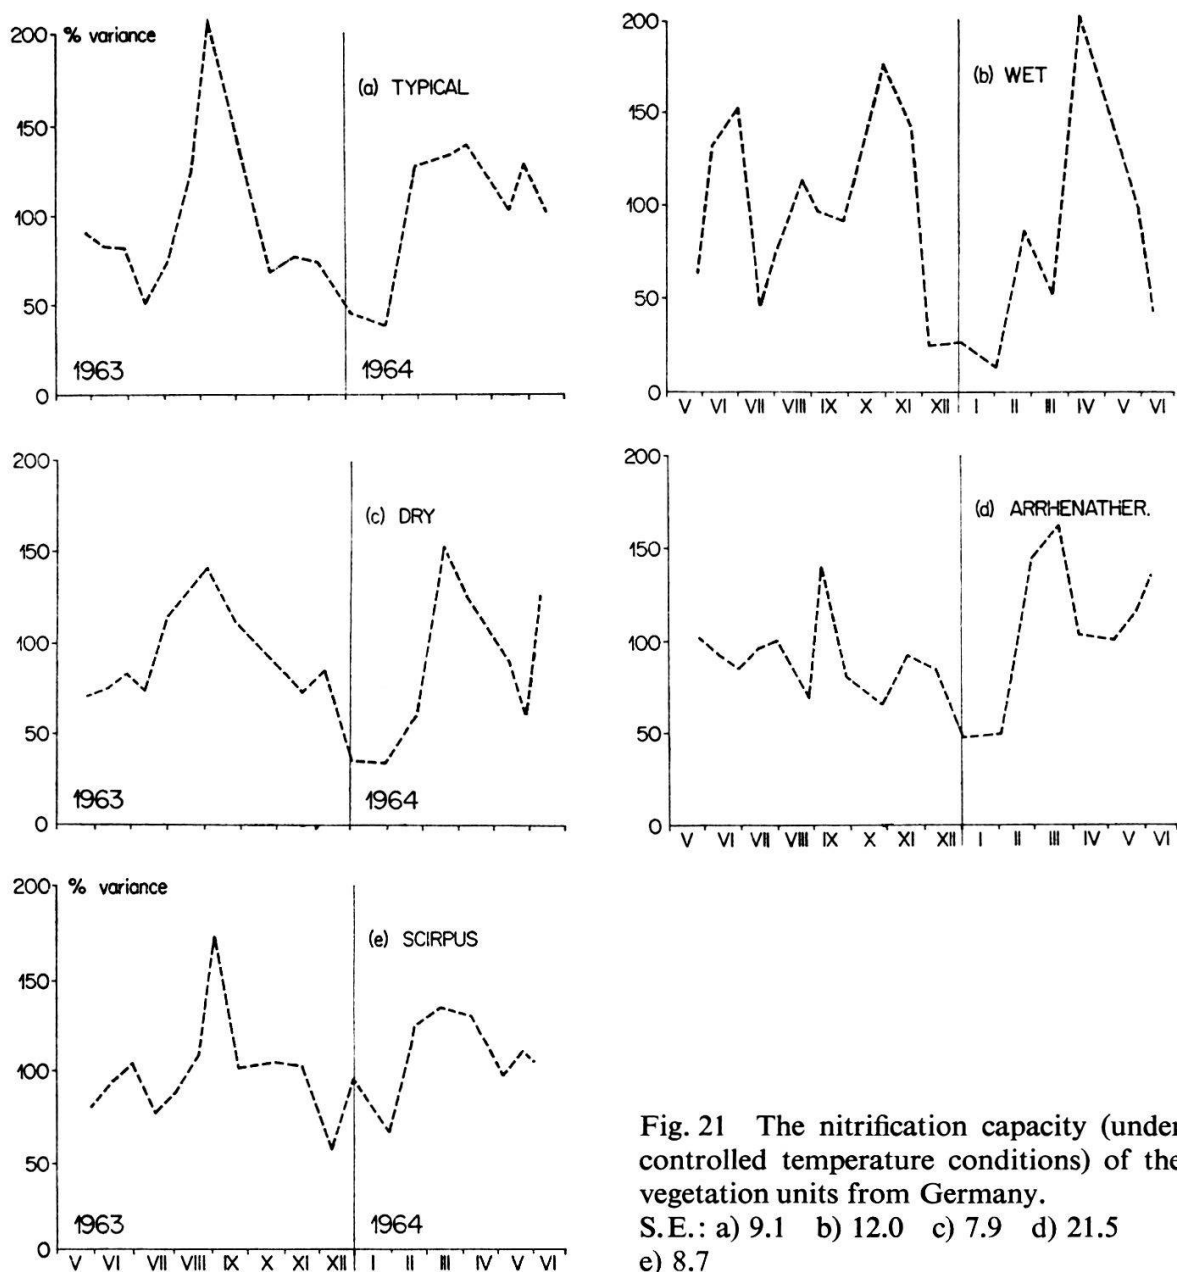 200 % variance
(a) TYPICAL
150
100
50
1963 1964
0
200
(b) WET
150
100
50
0
V VI VII VIII IX X XI XII I II III IV V VI
200
(c) DRY
150
100
50
1963 1964
0
200
(d) ARRHENATHER.
150
100
50
0
V VI VII VIII IX X XI XII I II III IV V VI
200 % variance
(e) SCIRPUS
150
100
50
1963 1964
0
V VI VII VIII IX X XI XII I II III IV V VI
Fig. 21 The nitrification capacity (under
controlled temperature conditions) of the
vegetation units from Germany.
S.E.: a) 9.1 b) 12.0 c) 7.9 d) 21.5
e) 8.7